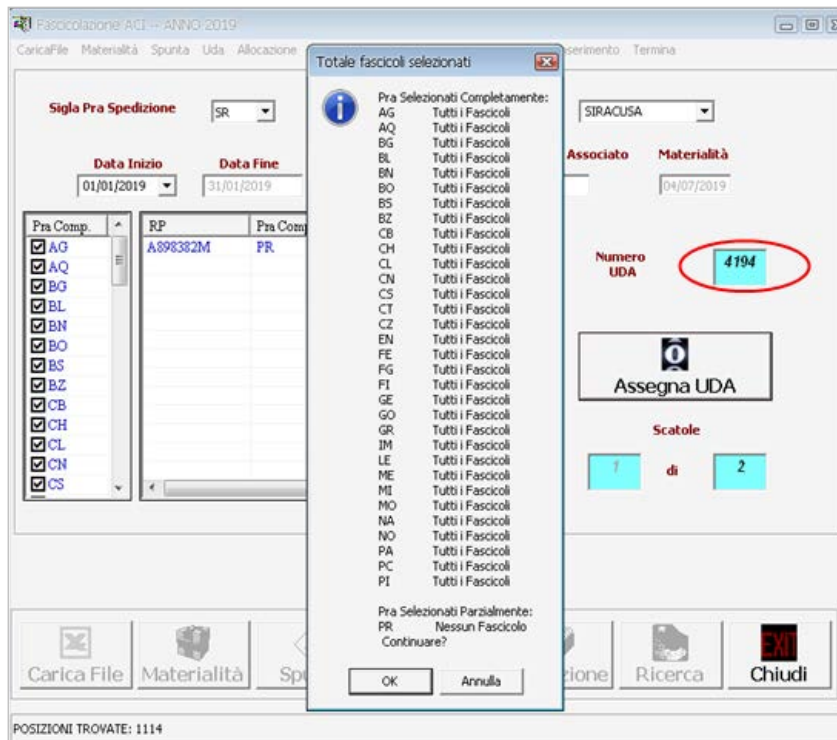 Fascicolazione ACI -- ANNO 2019
CaricaFile Materialità Spunta Uda Allocazione
Termina
Sigla Pra Spedizione SR
SIRACUSA
Data Inizio Data Fine
Associato Materialità
01/01/2019 31/01/2019
04/07/2019
Pra Comp. RP
AG A898382M PR
AQ
BG
BL
BN
BO
BS
BZ
CB
CH
CL
CN
CS
Numero
UDA
4194
Assegna UDA
Scatole
1 di 2
Totale fascicoli selezionati
Pra Selezionati Completamente:
AG Tutti i Fascicoli
AQ Tutti i Fascicoli
BG Tutti i Fascicoli
BL Tutti i Fascicoli
BN Tutti i Fascicoli
BO Tutti i Fascicoli
BS Tutti i Fascicoli
BZ Tutti i Fascicoli
CB Tutti i Fascicoli
CH Tutti i Fascicoli
CL Tutti i Fascicoli
CN Tutti i Fascicoli
CS Tutti i Fascicoli
CT Tutti i Fascicoli
CZ Tutti i Fascicoli
EN Tutti i Fascicoli
FE Tutti i Fascicoli
FG Tutti i Fascicoli
FI Tutti i Fascicoli
GE Tutti i Fascicoli
GO Tutti i Fascicoli
GR Tutti i Fascicoli
IM Tutti i Fascicoli
LE Tutti i Fascicoli
ME Tutti i Fascicoli
MI Tutti i Fascicoli
MO Tutti i Fascicoli
NA Tutti i Fascicoli
NO Tutti i Fascicoli
PA Tutti i Fascicoli
PC Tutti i Fascicoli
PI Tutti i Fascicoli
Pra Selezionati Parzialmente:
PR Nessun Fascicolo
Continuare?
OK Annulla
Carica File Materialità Ricerca EXIT Chiudi
POSIZIONI TROVATE: 1114